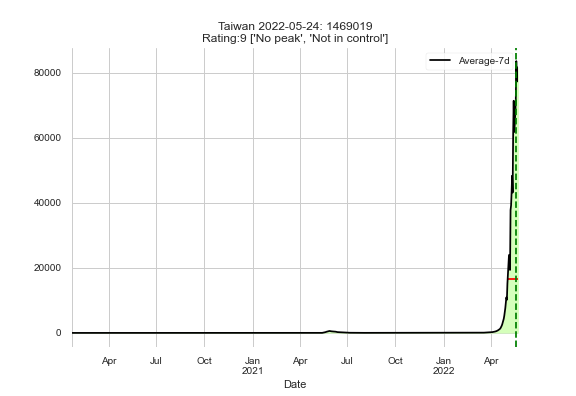 Taiwan 2022-05-24: 1469019
Rating:9 ['No peak', 'Not in control']
Average-7d
80000
60000
40000
20000
0
Apr Jul Oct Jan Apr Jul Oct Jan Apr
2021 2022
Date